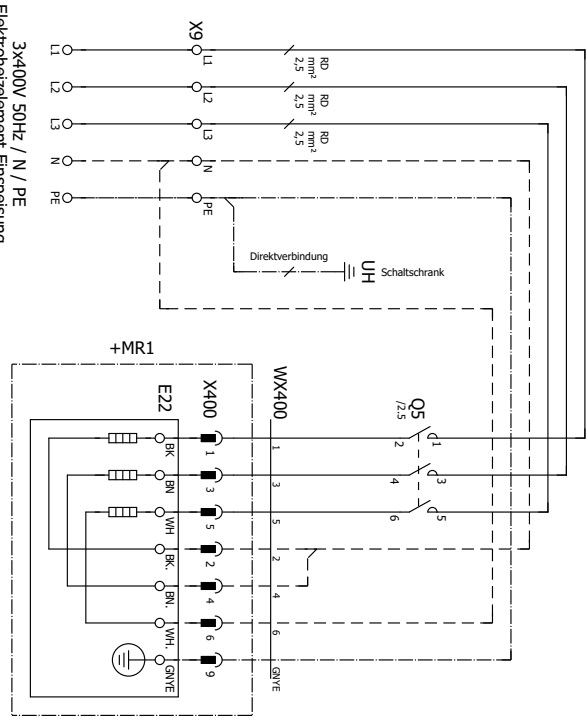 X9
L1
L1
RD
mm²
2,5
L2
L2
RD
mm²
2,5
L3
L3
RD
mm²
2,5
N
N
PE
PE
3x400V 50Hz / N / PE
Elektroheizelement Einspeisung
Direktverbindung
UH
Schaltschrank
+MR1
E22
X400
WX400
Q5
/2.5
BK
1
1
2
1
BN
3
3
4
3
WH
5
5
6
5
BK.
2
2
BN.
4
4
WH.
6
6
GNYE
9
GNYE